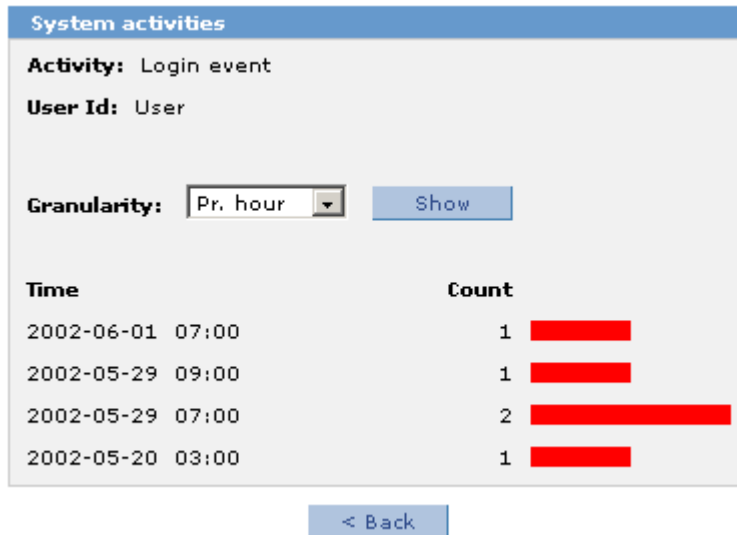 System activities
Activity: Login event
User Id: User
Granularity: Pr. hour Show
Time Count
2002-06-01 07:00 1
2002-05-29 09:00 1
2002-05-29 07:00 2
2002-05-20 03:00 1
< Back